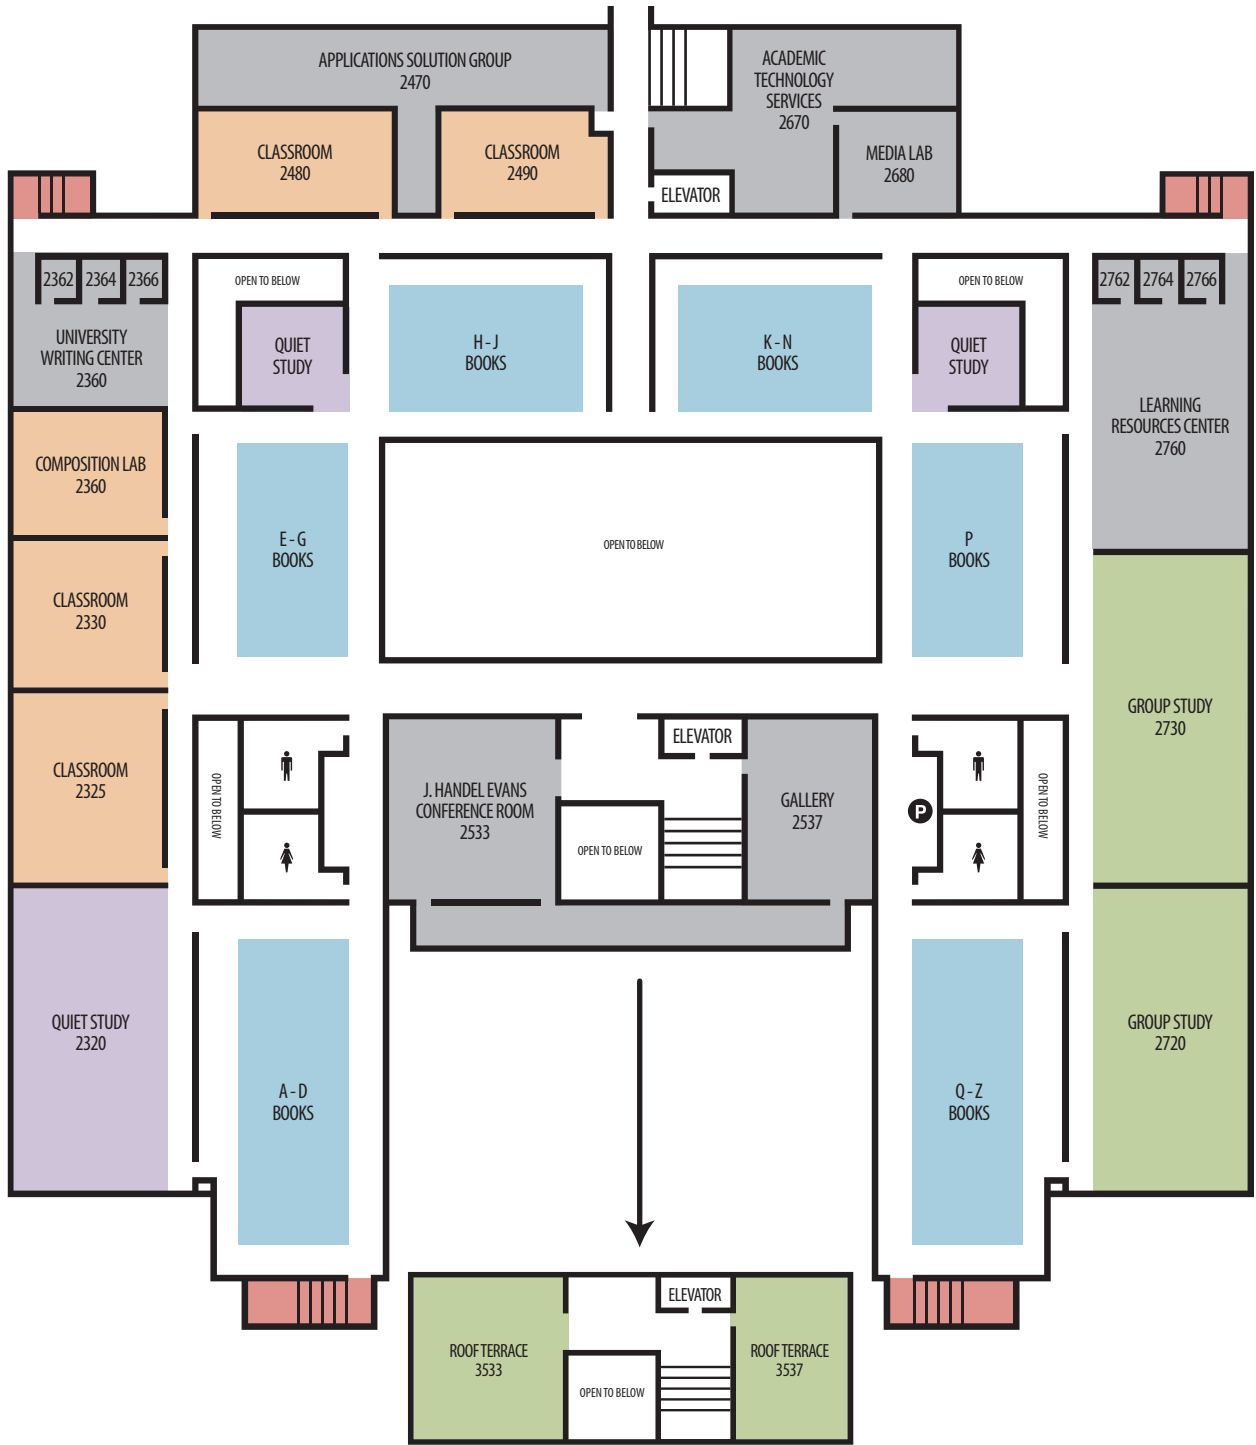 APPLICATIONS SOLUTION GROUP
2470
ACADEMIC
TECHNOLOGY
SERVICES
2670
CLASSROOM
2480
CLASSROOM
2490
MEDIA LAB
2680
ELEVATOR
2362
2364
2366
OPEN TO BELOW
OPEN TO BELOW
2762
2764
2766
UNIVERSITY
WRITING CENTER
2360
QUIET
STUDY
H - J
BOOKS
K - N
BOOKS
QUIET
STUDY
LEARNING
RESOURCES CENTER
2760
COMPOSITION LAB
2360
E - G
BOOKS
OPEN TO BELOW
P
BOOKS
CLASSROOM
2330
GROUP STUDY
2730
CLASSROOM
2325
OPEN TO BELOW
J. HANDEL EVANS
CONFERENCE ROOM
2533
ELEVATOR
OPEN TO BELOW
GALLERY
2537
P
OPEN TO BELOW
QUIET STUDY
2320
A - D
BOOKS
Q - Z
BOOKS
GROUP STUDY
2720
ELEVATOR
ROOF TERRACE
3533
OPEN TO BELOW
ROOF TERRACE
3537